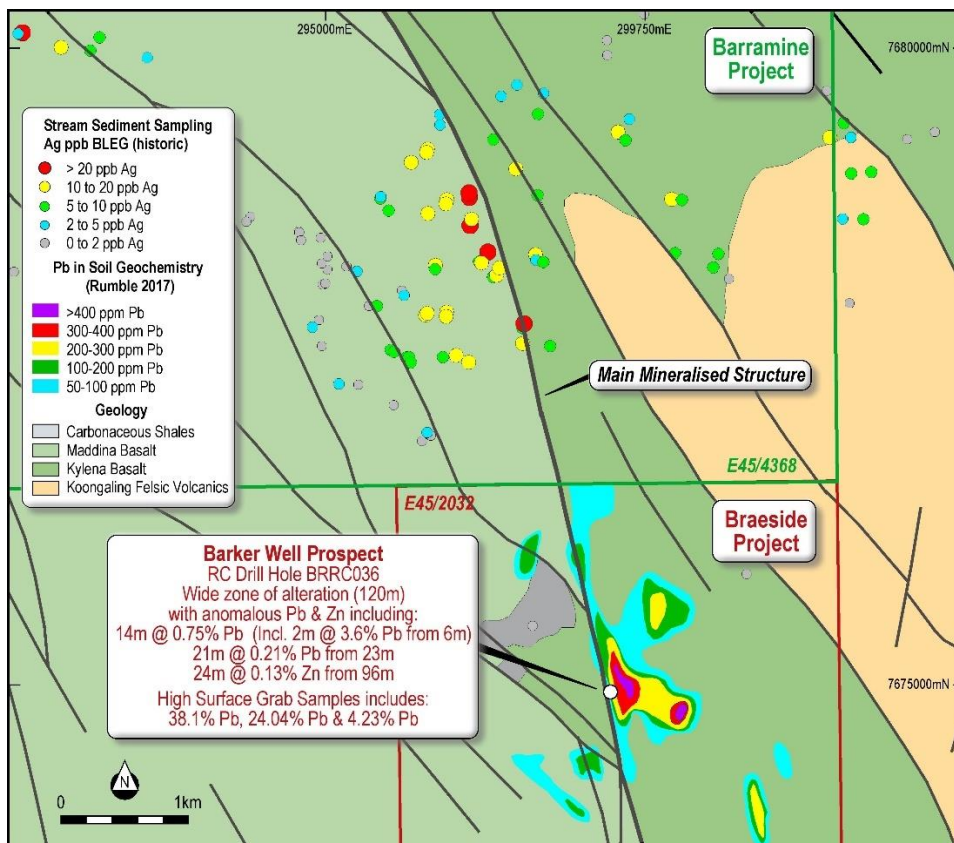 295000mE
299750mE
7680000mN
Barramine
Project
Stream Sediment Sampling
Ag ppb BLEG (historic)
> 20 ppb Ag
10 to 20 ppb Ag
5 to 10 ppb Ag
2 to 5 ppb Ag
0 to 2 ppb Ag
Pb in Soil Geochemistry
(Rumble 2017)
>400 ppm Pb
300-400 ppm Pb
200-300 ppm Pb
100-200 ppm Pb
50-100 ppm Pb
Geology
Carbonaceous Shales
Maddina Basalt
Kylena Basalt
Koongaling Felsic Volcanics
Main Mineralised Structure
E45/4368
E45/2032
Braeside
Project
Barker Well Prospect
RC Drill Hole BRRC036
Wide zone of alteration (120m)
with anomalous Pb & Zn including:
14m @ 0.75% Pb (Incl. 2m @ 3.6% Pb from 6m)
21m @ 0.21% Pb from 23m
24m @ 0.13% Zn from 96m
High Surface Grab Samples includes:
38.1% Pb, 24.04% Pb & 4.23% Pb
7675000mN
N
0 1km